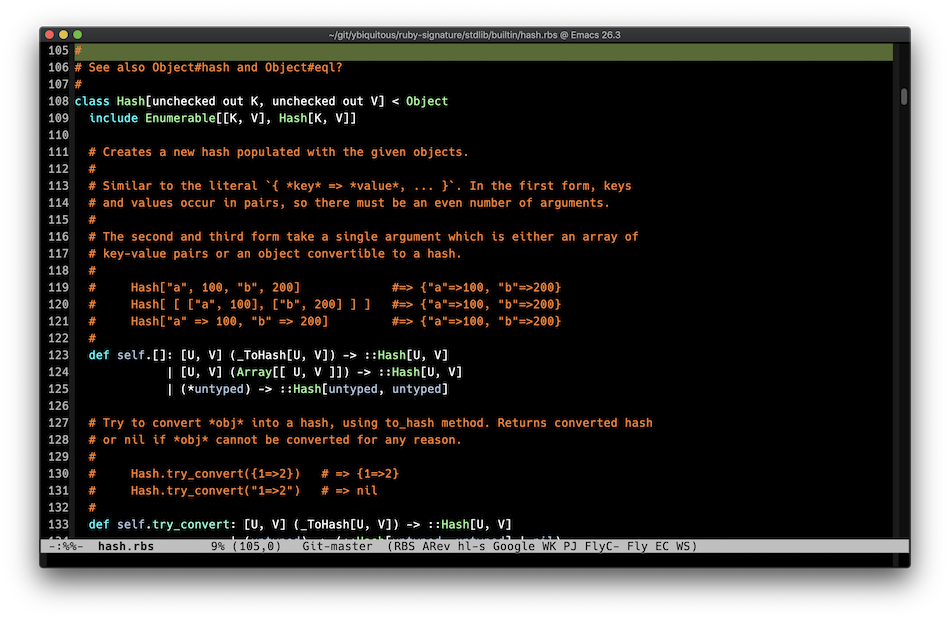 ~/git/ybiquitous/ruby-signature/stdlib/builtin/hash.rbs @ Emacs 26.3
105 #
106 # See also Object#hash and Object#eql?
107 #
108 class Hash[unchecked out K, unchecked out V] < Object
109   include Enumerable[[K, V], Hash[K, V]]
110
111   # Creates a new hash populated with the given objects.
112   #
113   # Similar to the literal `{ *key* => *value*, ... }`. In the first form, keys
114   # and values occur in pairs, so there must be an even number of arguments.
115   #
116   # The second and third form take a single argument which is either an array of
117   # key-value pairs or an object convertible to a hash.
118   #
119   #     Hash["a", 100, "b", 200]             #=> {"a"=>100, "b"=>200}
120   #     Hash[ [ ["a", 100], ["b", 200] ] ]   #=> {"a"=>100, "b"=>200}
121   #     Hash["a" => 100, "b" => 200]         #=> {"a"=>100, "b"=>200}
122   #
123   def self.[]: [U, V] (_ToHash[U, V]) -> ::Hash[U, V]
124              | [U, V] (Array[[ U, V ]]) -> ::Hash[U, V]
125              | (*untyped) -> ::Hash[untyped, untyped]
126
127   # Try to convert *obj* into a hash, using to_hash method. Returns converted hash
128   # or nil if *obj* cannot be converted for any reason.
129   #
130   #     Hash.try_convert({1=>2})   # => {1=>2}
131   #     Hash.try_convert("1=>2")   # => nil
132   #
133   def self.try_convert: [U, V] (_ToHash[U, V]) -> ::Hash[U, V]
-:%%-  hash.rbs        9% (105,0)   Git-master  (RBS ARev hl-s Google WK PJ FlyC- Fly EC WS)